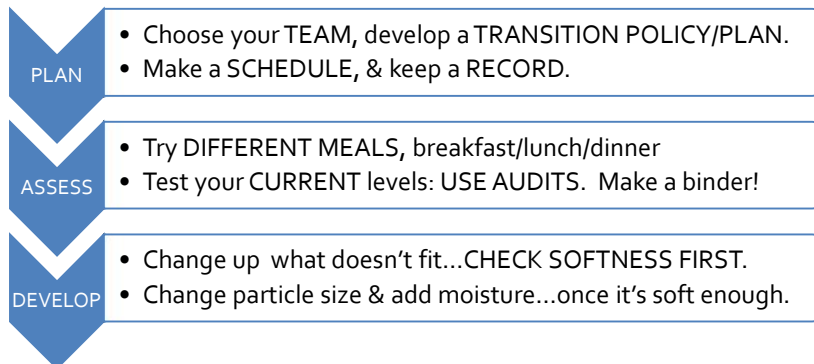 PLAN
• Choose your TEAM, develop a TRANSITION POLICY/PLAN.
• Make a SCHEDULE, & keep a RECORD.
ASSESS
• Try DIFFERENT MEALS, breakfast/lunch/dinner
• Test your CURRENT levels: USE AUDITS.  Make a binder!
DEVELOP
• Change up  what doesn't fit...CHECK SOFTNESS FIRST.
• Change particle size & add moisture...once it's soft enough.